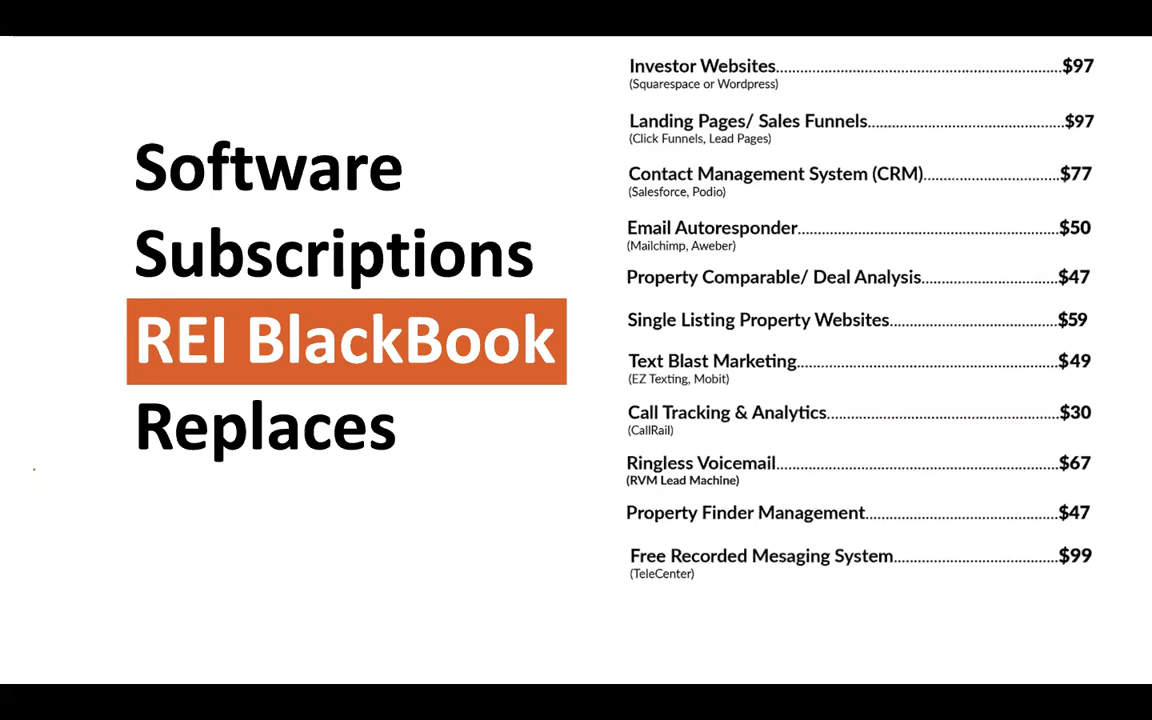 Software
Subscriptions
REI BlackBook
Replaces
Investor Websites........................................................$97
(Squarespace or Wordpress)
Landing Pages/ Sales Funnels.......................................$97
(Click Funnels, Lead Pages)
Contact Management System (CRM)...........................$77
(Salesforce, Podio)
Email Autoresponder.....................................................$50
(Mailchimp, Aweber)
Property Comparable/ Deal Analysis...........................$47
Single Listing Property Websites.................................$59
Text Blast Marketing.....................................................$49
(EZ Texting, Mobit)
Call Tracking & Analytics..............................................$30
(CallRail)
Ringless Voicemail........................................................$67
(RVM Lead Machine)
Property Finder Management......................................$47
Free Recorded Mesaging System.................................$99
(TeleCenter)